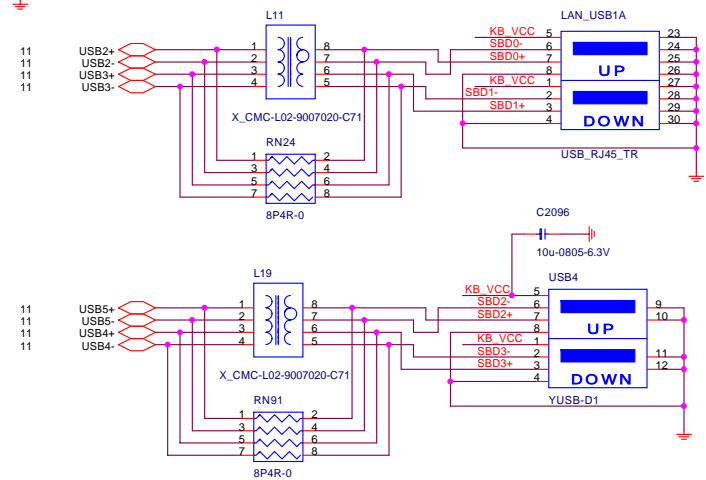 L11
LAN_USB1A
11 USB2+ 1 8 KB_VCC 5 23
11 USB2- 2 7 SBD0- 6 24
11 USB3+ 3 6 SBD0+ 7 25
11 USB3- 4 5 8 26
UP
KB_VCC 1 27
SBD1- 2 28
SBD1+ 3 29
4 30
DOWN
X_CMC-L02-9007020-C71
USB_RJ45_TR
RN24
1 2
3 4
5 6
7 8
8P4R-0
C2096
10u-0805-6.3V
L19
USB4
11 USB5+ 1 8 KB_VCC 5
11 USB5- 2 7 SBD2- 6 9
11 USB4+ 3 6 SBD2+ 7 10
11 USB4- 4 5 8
UP
KB_VCC 1
SBD3- 2 11
SBD3+ 3 12
4
DOWN
X_CMC-L02-9007020-C71
YUSB-D1
RN91
1 2
3 4
5 6
7 8
8P4R-0